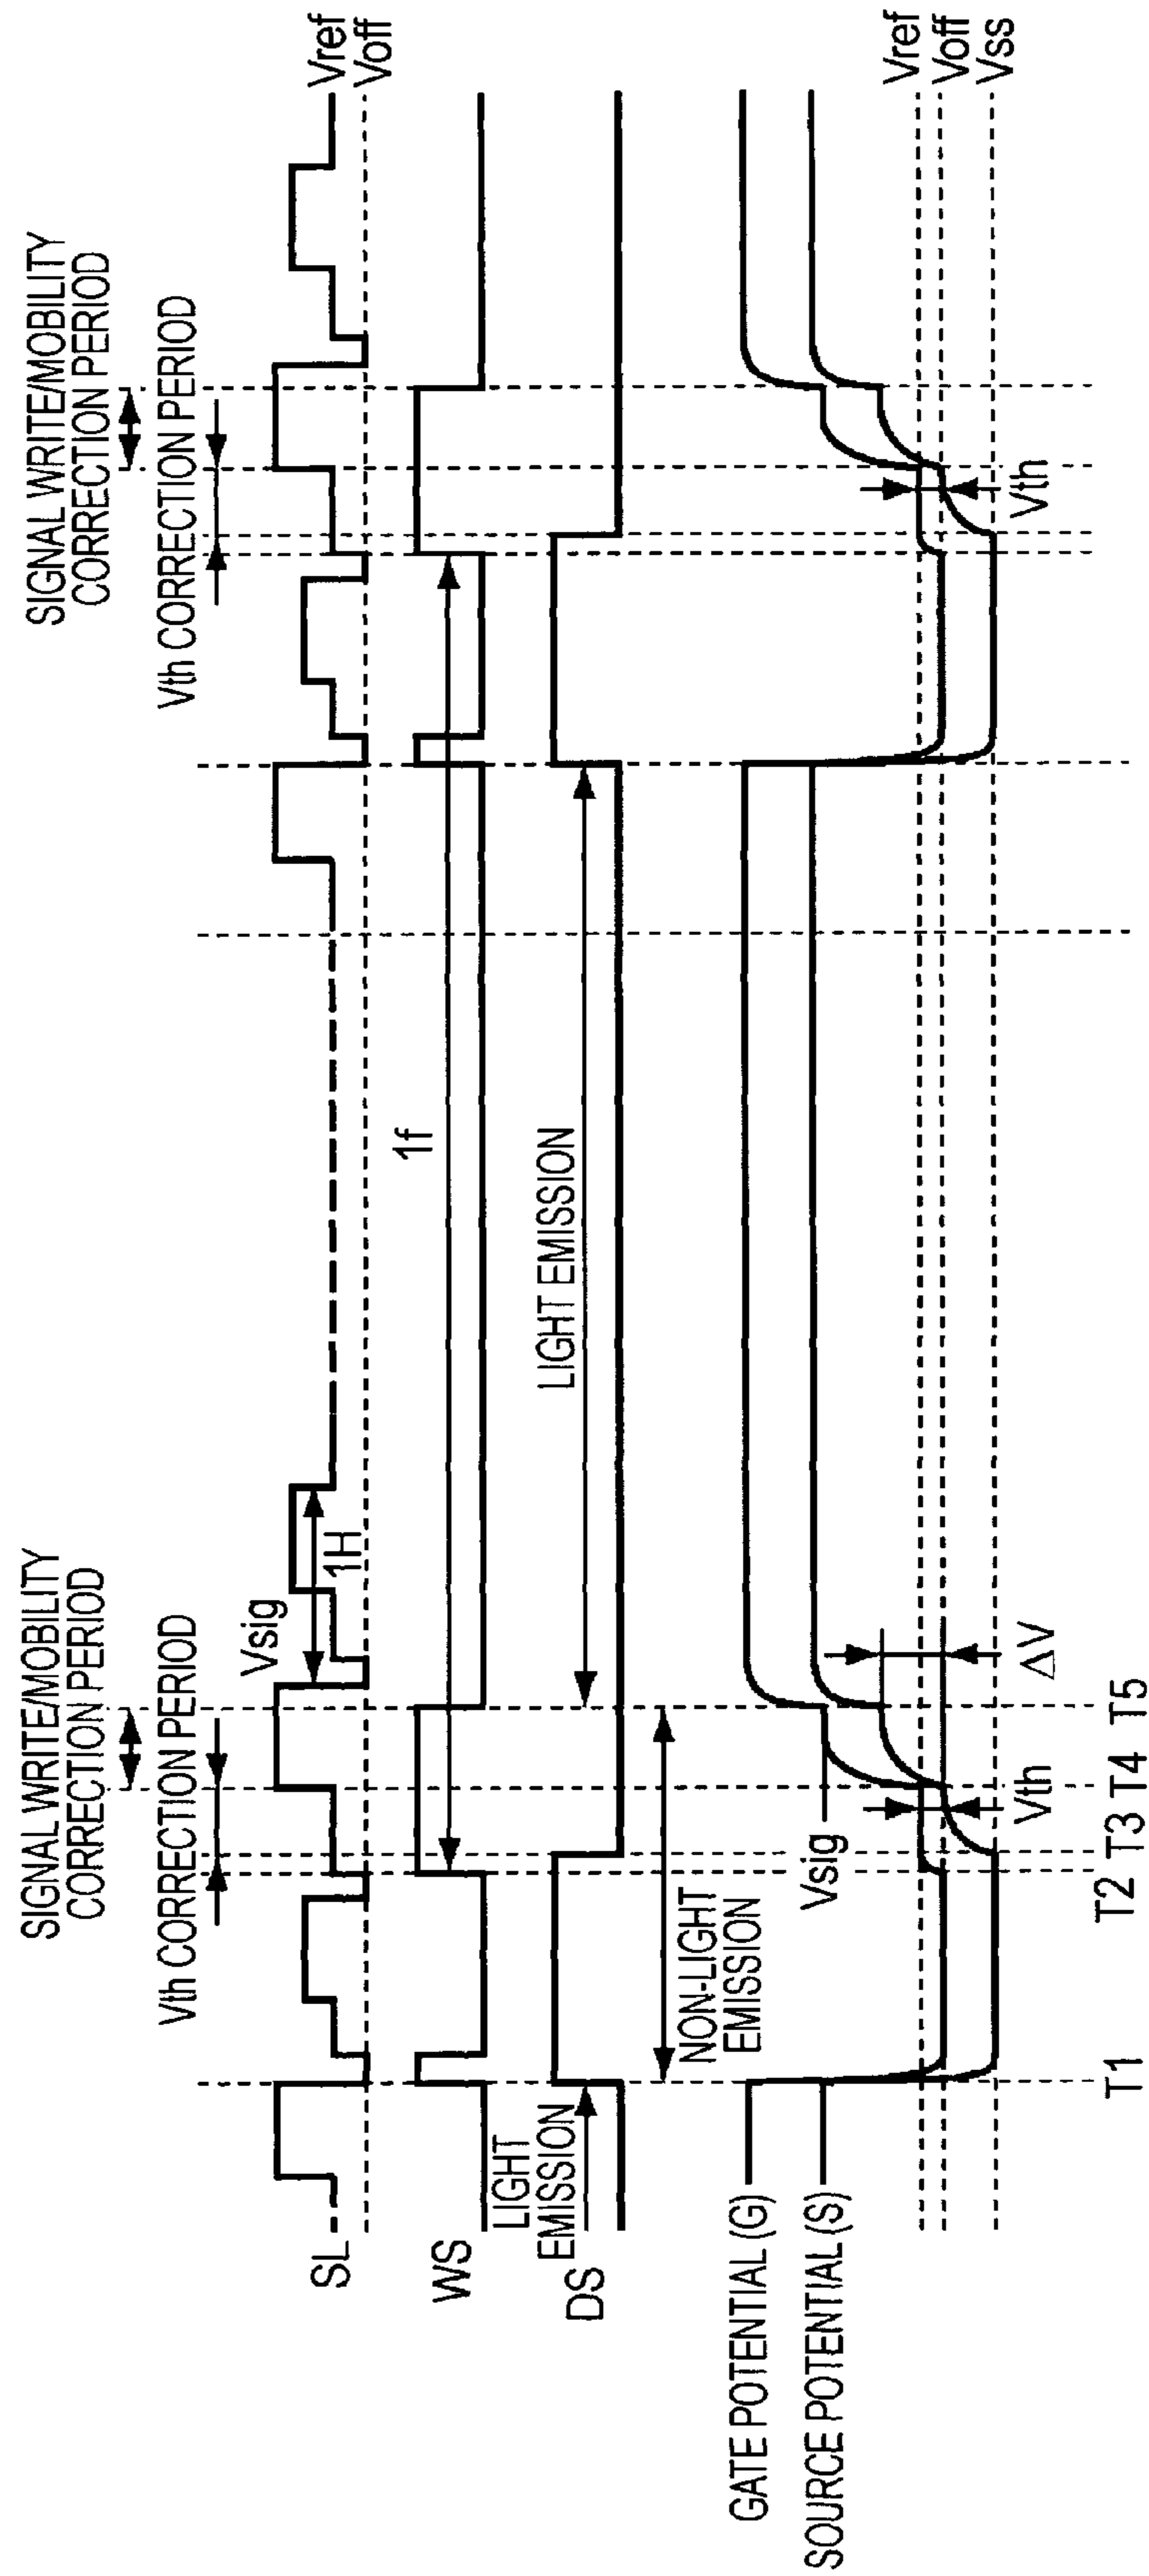 SIGNAL WRITE/MOBILITY
CORRECTION PERIOD
SIGNAL WRITE/MOBILITY
CORRECTION PERIOD
Vth CORRECTION PERIOD
Vth CORRECTION PERIOD
Vsig
1H
SL
Vref
Voff
WS
1f
LIGHT
EMISSION
LIGHT EMISSION
DS
NON-LIGHT
EMISSION
GATE POTENTIAL (G)
SOURCE POTENTIAL (S)
Vsig
Vref
Voff
Vss
Vth
ΔV
Vth
T1
T2
T3
T4
T5